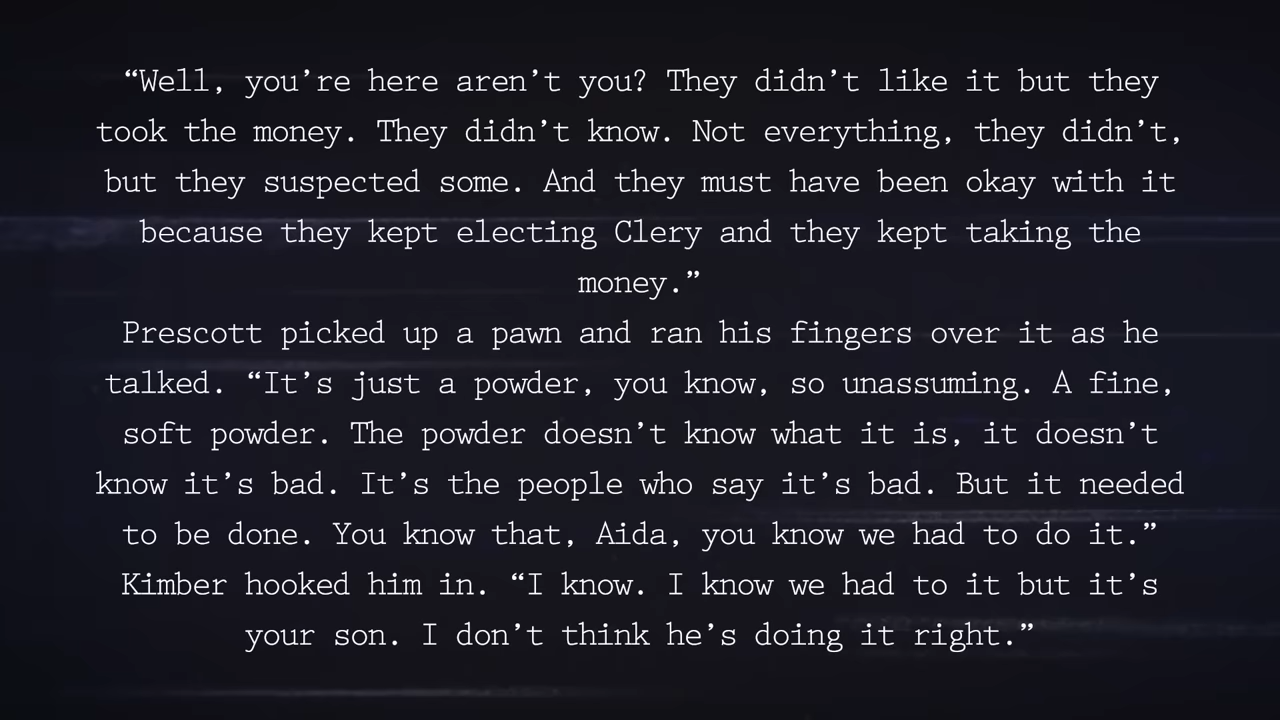 “Well, you’re here aren’t you? They didn’t like it but they
took the money. They didn’t know. Not everything, they didn’t,
but they suspected some. And they must have been okay with it
because they kept electing Clery and they kept taking the
money.”
Prescott picked up a pawn and ran his fingers over it as he
talked. “It’s just a powder, you know, so unassuming. A fine,
soft powder. The powder doesn’t know what it is, it doesn’t
know it’s bad. It’s the people who say it’s bad. But it needed
to be done. You know that, Aida, you know we had to do it.”
Kimber hooked him in. “I know. I know we had to it but it’s
your son. I don’t think he’s doing it right.”